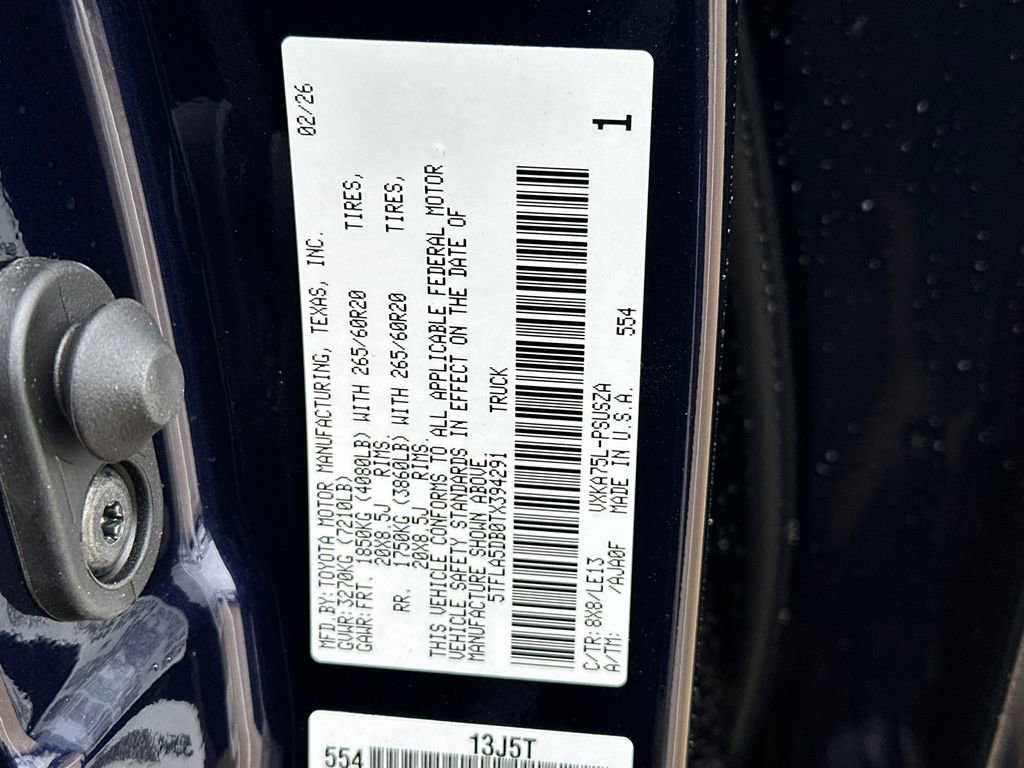 MFD.BY:TOYOTA MOTOR MANUFACTURING, TEXAS, INC. 02/26
GVWR:3270KG (7210LB)
GAWR:FRT. 1850KG (4080LB) WITH 265/60R20 TIRES,
20X8.5J RIMS.
RR. 1750KG (3860LB) WITH 265/60R20 TIRES,
20X8.5J RIMS.
THIS VEHICLE CONFORMS TO ALL APPLICABLE FEDERAL MOTOR
VEHICLE SAFETY STANDARDS IN EFFECT ON THE DATE OF
MANUFACTURE SHOWN ABOVE.
5TFLA5DB0TX394291 TRUCK
1
C/TR:8X8/LE13 VXKA75L-PSUSZA
A/TM: /AJA0F MADE IN U.S.A. 554
13J5T
554